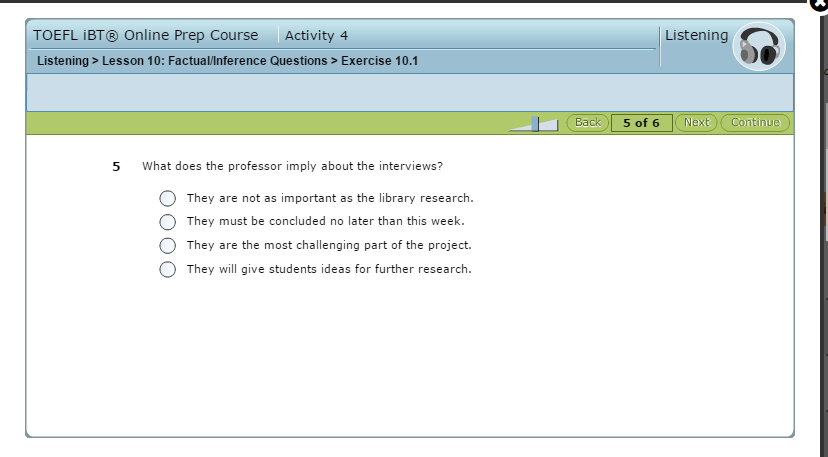 TOEFL iBT® Online Prep Course Activity 4 Listening
Listening > Lesson 10: Factual/Inference Questions > Exercise 10.1
Back 5 of 6 Next Continue
5 What does the professor imply about the interviews?
They are not as important as the library research.
They must be concluded no later than this week.
They are the most challenging part of the project.
They will give students ideas for further research.